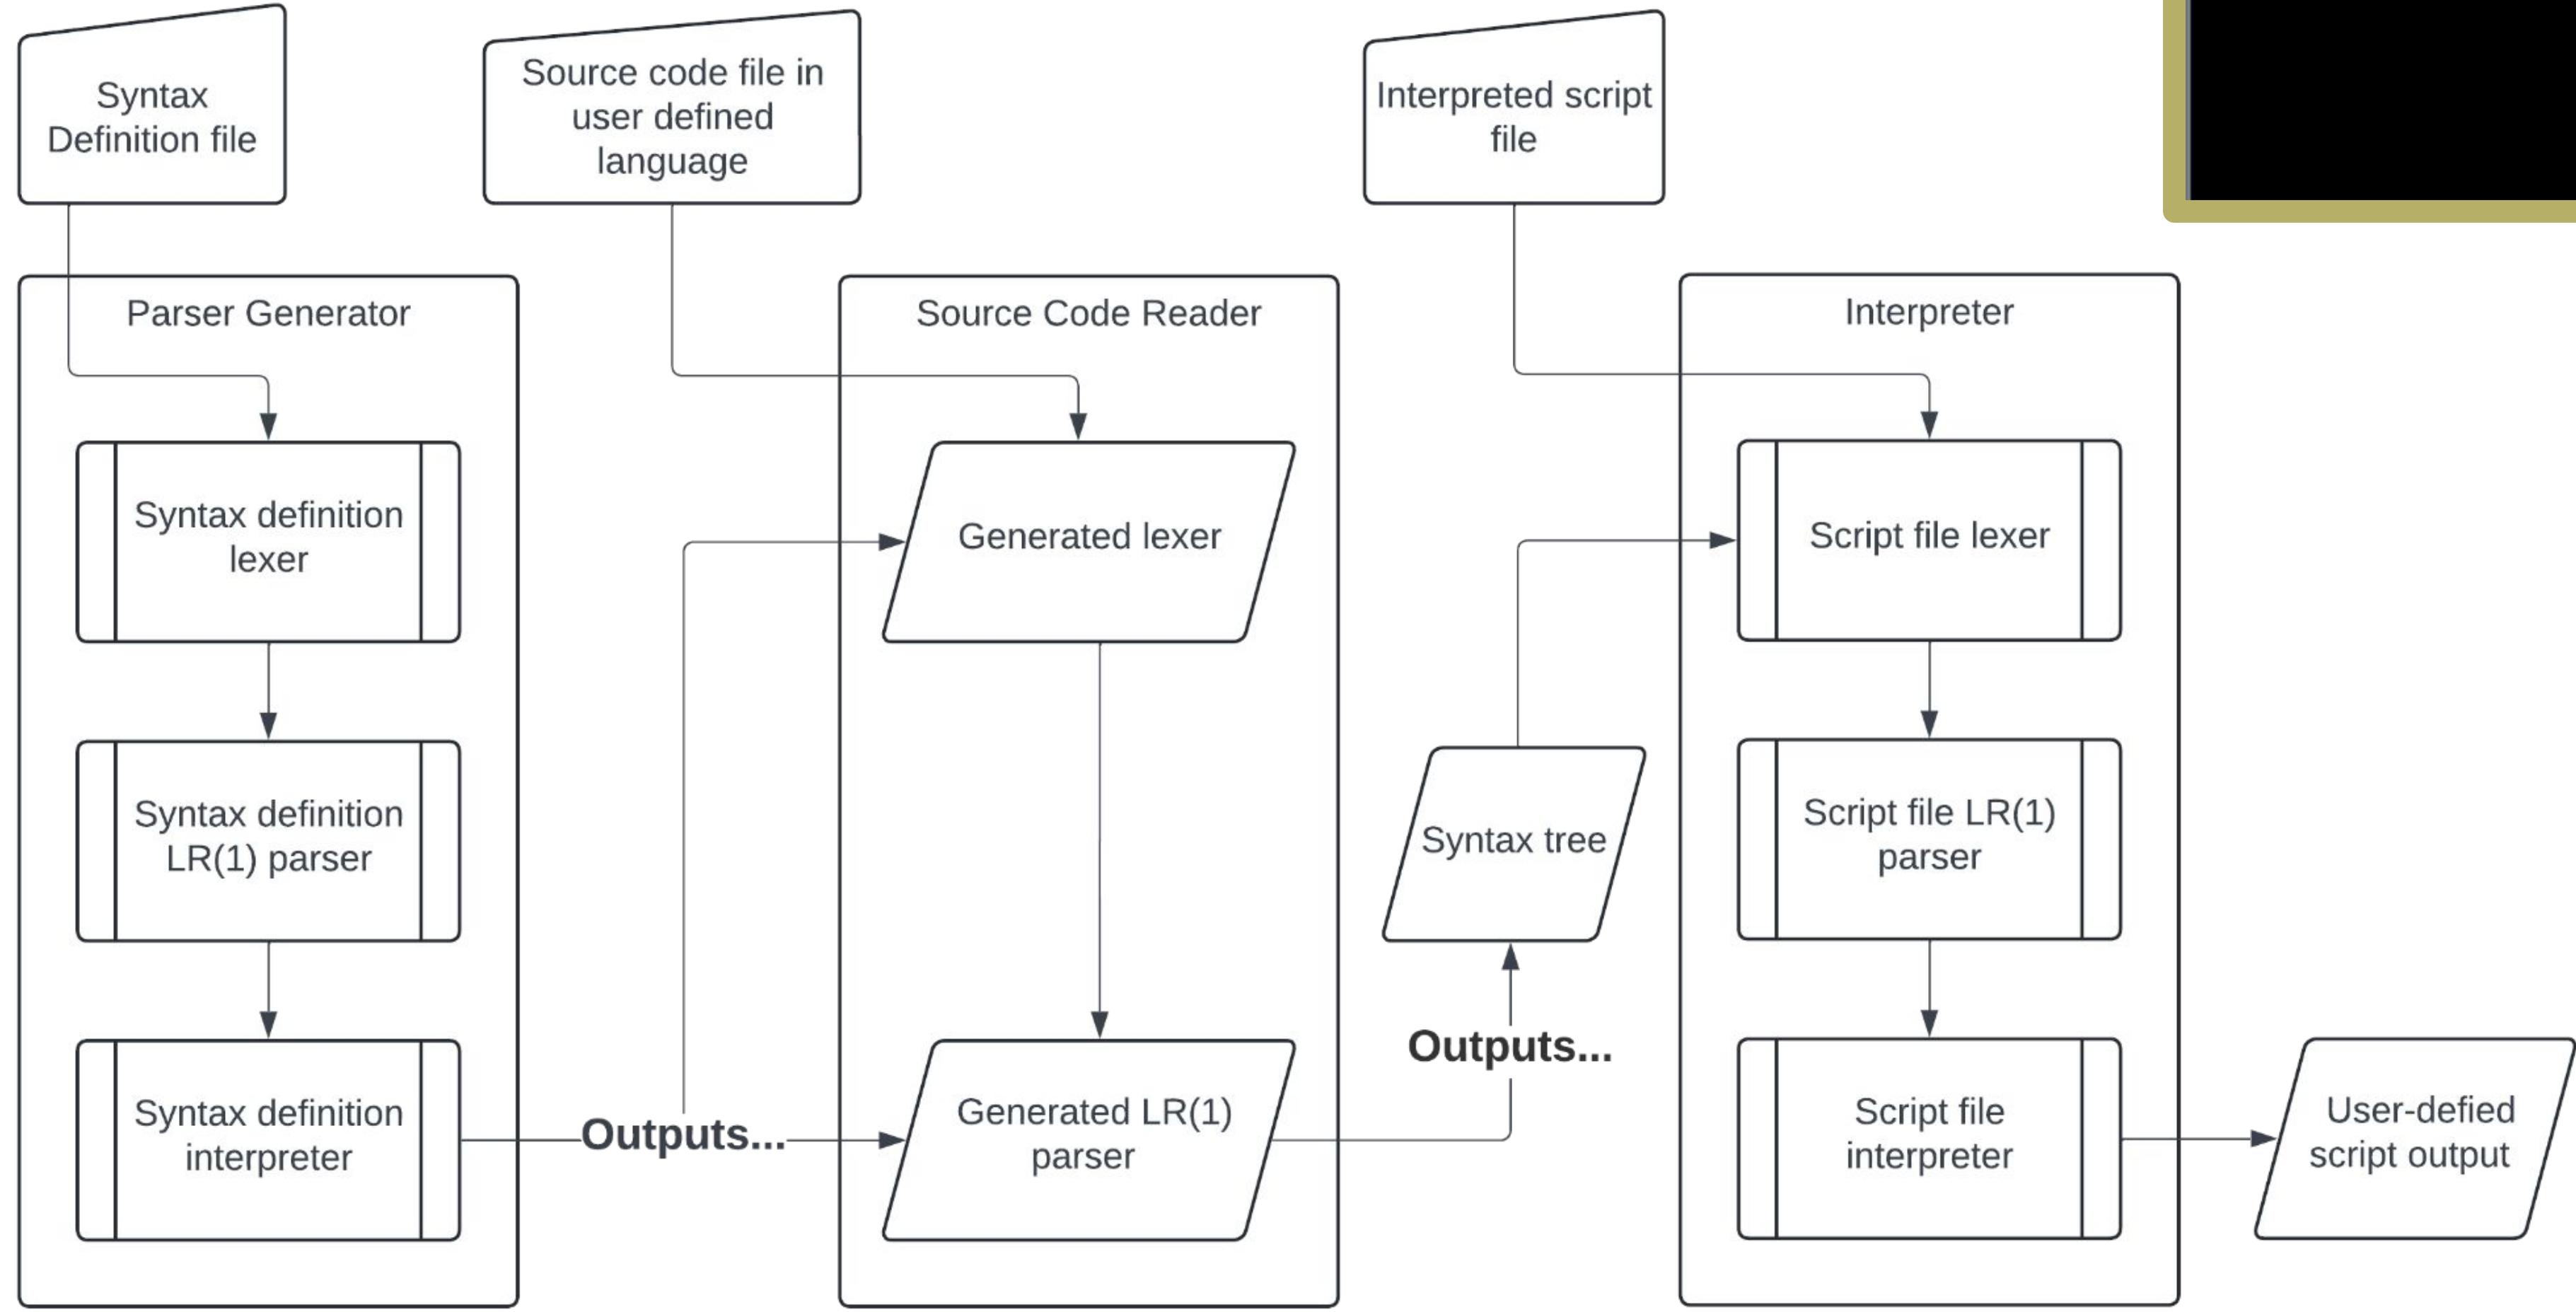 Syntax
Definition file
Source code file in
user defined
language
Interpreted script
file
Parser Generator
Syntax definition
lexer
Syntax definition
LR(1) parser
Syntax definition
interpreter
Outputs...
Source Code Reader
Generated lexer
Generated LR(1)
parser
Outputs...
Syntax tree
Interpreter
Script file lexer
Script file LR(1)
parser
Script file
interpreter
User-defied
script output